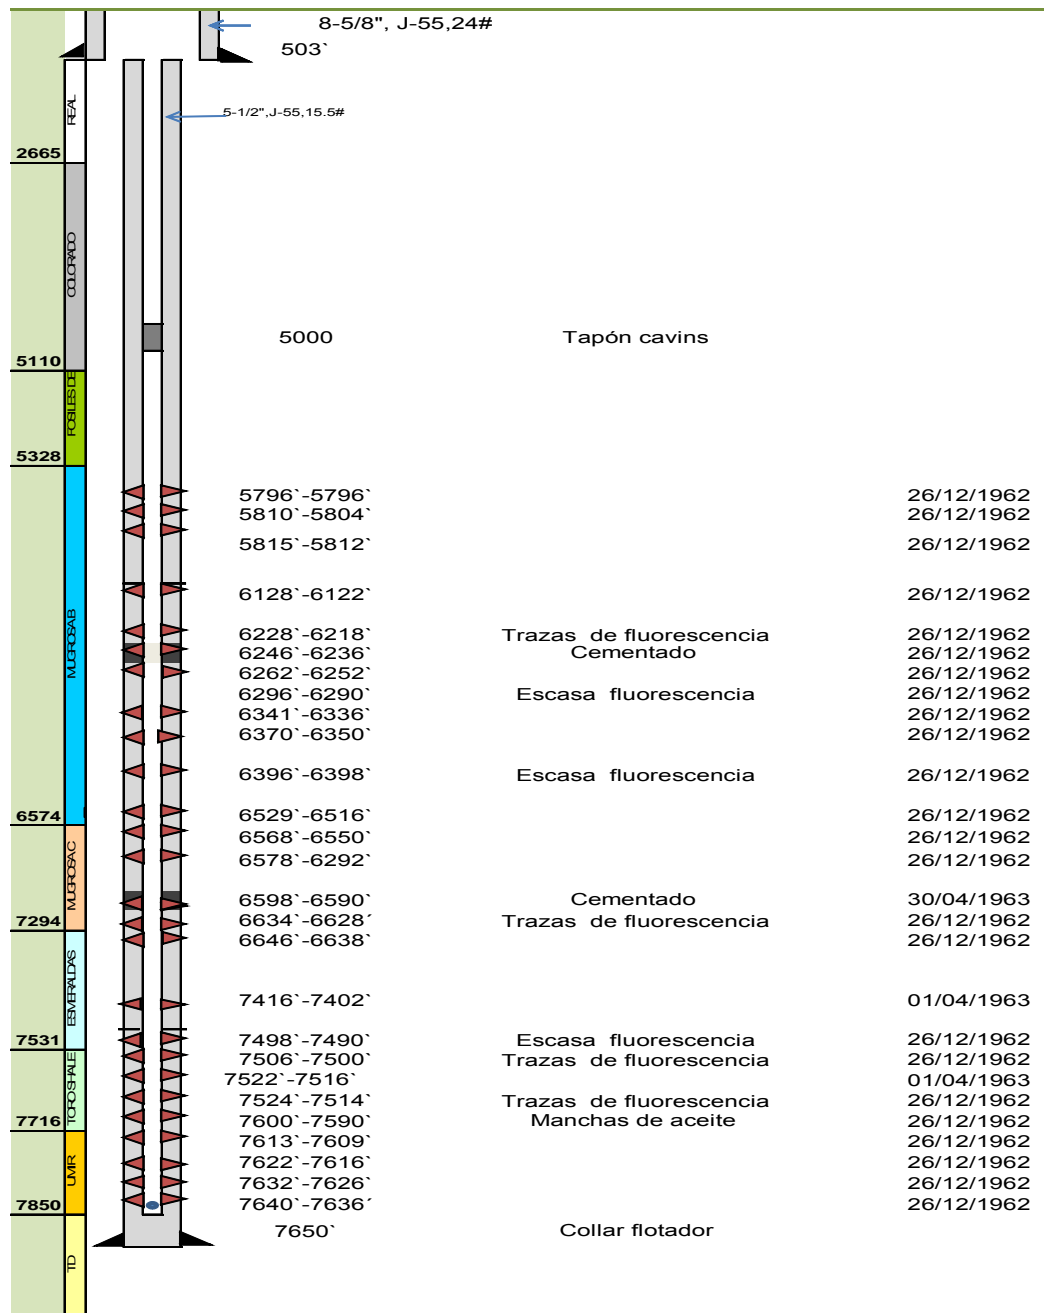 8-5/8", J-55,24#
503`
REAL
5-1/2",J-55,15.5#
2665
COLORADO
5000 Tapón cavins
5110
FOSILES DE
5328
5796`-5796` 26/12/1962
5810`-5804` 26/12/1962
5815`-5812` 26/12/1962
6128`-6122` 26/12/1962
MUGROSA B
6228`-6218` Trazas de fluorescencia 26/12/1962
6246`-6236` Cementado 26/12/1962
6262`-6252` 26/12/1962
6296`-6290` Escasa fluorescencia 26/12/1962
6341`-6336` 26/12/1962
6370`-6350` 26/12/1962
6396`-6398` Escasa fluorescencia 26/12/1962
6574
6529`-6516` 26/12/1962
6568`-6550` 26/12/1962
6578`-6292` 26/12/1962
MUGROSA C
6598`-6590` Cementado 30/04/1963
7294
6634`-6628´ Trazas de fluorescencia 26/12/1962
6646`-6638` 26/12/1962
ESMERALDAS
7416`-7402` 01/04/1963
7531
7498`-7490` Escasa fluorescencia 26/12/1962
7506`-7500` Trazas de fluorescencia 26/12/1962
7522`-7516` 01/04/1963
TORO SHALE
7524`-7514` Trazas de fluorescencia 26/12/1962
7716
7600`-7590` Manchas de aceite 26/12/1962
7613`-7609` 26/12/1962
7622`-7616` 26/12/1962
UMR
7632`-7626` 26/12/1962
7850
7640`-7636´ 26/12/1962
7650` Collar flotador
TD